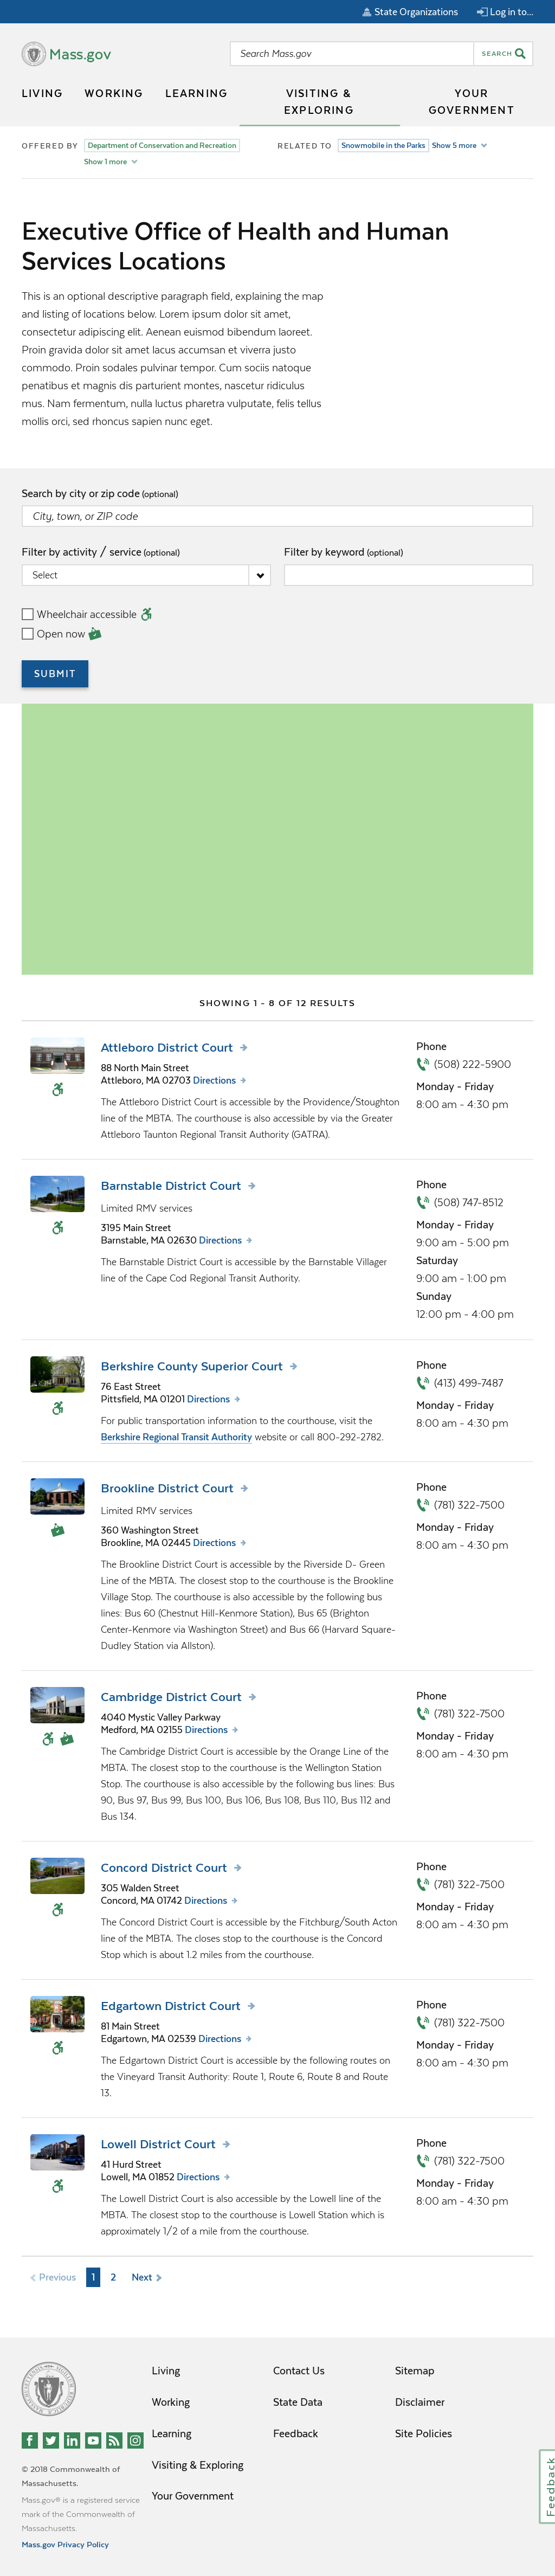 State Organizations Log in to...
Mass.gov
Search Mass.gov SEARCH
LIVING WORKING LEARNING VISITING & EXPLORING YOUR GOVERNMENT
OFFERED BY Department of Conservation and Recreation
Show 1 more
RELATED TO Snowmobile in the Parks Show 5 more
Executive Office of Health and Human
Services Locations
This is an optional descriptive paragraph field, explaining the map
and listing of locations below. Lorem ipsum dolor sit amet,
consectetur adipiscing elit. Aenean euismod bibendum laoreet.
Proin gravida dolor sit amet lacus accumsan et viverra justo
commodo. Proin sodales pulvinar tempor. Cum sociis natoque
penatibus et magnis dis parturient montes, nascetur ridiculus
mus. Nam fermentum, nulla luctus pharetra vulputate, felis tellus
mollis orci, sed rhoncus sapien nunc eget.
Search by city or zip code (optional)
City, town, or ZIP code
Filter by activity / service (optional)
Select
Filter by keyword (optional)
Wheelchair accessible
Open now
SUBMIT
SHOWING 1 - 8 OF 12 RESULTS
Attleboro District Court
88 North Main Street
Attleboro, MA 02703 Directions
The Attleboro District Court is accessible by the Providence/Stoughton
line of the MBTA. The courthouse is also accessible by via the Greater
Attleboro Taunton Regional Transit Authority (GATRA).
Phone
(508) 222-5900
Monday - Friday
8:00 am - 4:30 pm
Barnstable District Court
Limited RMV services
3195 Main Street
Barnstable, MA 02630 Directions
The Barnstable District Court is accessible by the Barnstable Villager
line of the Cape Cod Regional Transit Authority.
Phone
(508) 747-8512
Monday - Friday
9:00 am - 5:00 pm
Saturday
9:00 am - 1:00 pm
Sunday
12:00 pm - 4:00 pm
Berkshire County Superior Court
76 East Street
Pittsfield, MA 01201 Directions
For public transportation information to the courthouse, visit the
Berkshire Regional Transit Authority website or call 800-292-2782.
Phone
(413) 499-7487
Monday - Friday
8:00 am - 4:30 pm
Brookline District Court
Limited RMV services
360 Washington Street
Brookline, MA 02445 Directions
The Brookline District Court is accessible by the Riverside D- Green
Line of the MBTA. The closest stop to the courthouse is the Brookline
Village Stop. The courthouse is also accessible by the following bus
lines: Bus 60 (Chestnut Hill-Kenmore Station), Bus 65 (Brighton
Center-Kenmore via Washington Street) and Bus 66 (Harvard Square-
Dudley Station via Allston).
Phone
(781) 322-7500
Monday - Friday
8:00 am - 4:30 pm
Cambridge District Court
4040 Mystic Valley Parkway
Medford, MA 02155 Directions
The Cambridge District Court is accessible by the Orange Line of the
MBTA. The closest stop to the courthouse is the Wellington Station
Stop. The courthouse is also accessible by the following bus lines: Bus
90, Bus 97, Bus 99, Bus 100, Bus 106, Bus 108, Bus 110, Bus 112 and
Bus 134.
Phone
(781) 322-7500
Monday - Friday
8:00 am - 4:30 pm
Concord District Court
305 Walden Street
Concord, MA 01742 Directions
The Concord District Court is accessible by the Fitchburg/South Acton
line of the MBTA. The closes stop to the courthouse is the Concord
Stop which is about 1.2 miles from the courthouse.
Phone
(781) 322-7500
Monday - Friday
8:00 am - 4:30 pm
Edgartown District Court
81 Main Street
Edgartown, MA 02539 Directions
The Edgartown District Court is accessible by the following routes on
the Vineyard Transit Authority: Route 1, Route 6, Route 8 and Route
13.
Phone
(781) 322-7500
Monday - Friday
8:00 am - 4:30 pm
Lowell District Court
41 Hurd Street
Lowell, MA 01852 Directions
The Lowell District Court is also accessible by the Lowell line of the
MBTA. The closest stop to the courthouse is Lowell Station which is
approximately 1/2 of a mile from the courthouse.
Phone
(781) 322-7500
Monday - Friday
8:00 am - 4:30 pm
Previous 1 2 Next
Living
Working
Learning
Visiting & Exploring
Your Government
Contact Us
State Data
Feedback
Sitemap
Disclaimer
Site Policies
© 2018 Commonwealth of
Massachusetts.
Mass.gov® is a registered service
mark of the Commonwealth of
Massachusetts.
Mass.gov Privacy Policy
Feedback